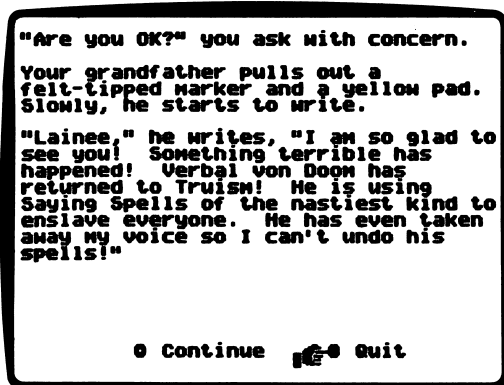 "Are you OK?" you ask with concern.
Your grandfather pulls out a
felt-tipped marker and a yellow pad.
Slowly, he starts to write.
"Lainee," he writes, "I am so glad to
see you!  Something terrible has
happened!  Verbal von Doom has
returned to Truism!  He is using
Saying Spells of the nastiest kind to
enslave everyone.  He has even taken
away my voice so I can't undo his
spells!"
Continue
Quit